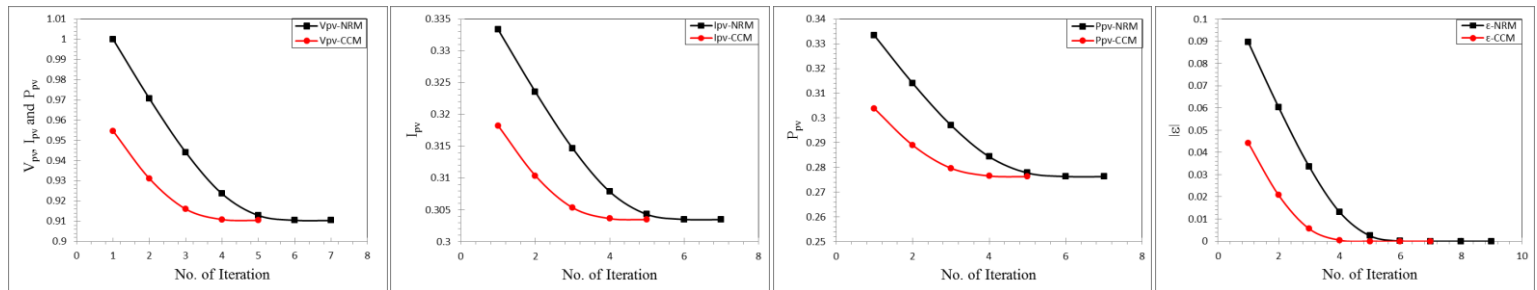 1.01
1
0.99
0.98
0.97
0.96
0.95
0.94
0.93
0.92
0.91
0.9
0 1 2 3 4 5 6 7 8
Vpv, Ipv and Ppv
No. of Iteration
Vpv-NRM
Vpv-CCM
0.335
0.33
0.325
0.32
0.315
0.31
0.305
0.3
0 2 4 6 8
Ipv
No. of Iteration
Ipv-NRM
Ipv-CCM
0.34
0.33
0.32
0.31
0.3
0.29
0.28
0.27
0.26
0.25
0 2 4 6 8
Ppv
No. of Iteration
Ppv-NRM
Ppv-CCM
0.1
0.09
0.08
0.07
0.06
0.05
0.04
0.03
0.02
0.01
0
0 2 4 6 8 10
|ε|
No. of Iteration
ε-NRM
ε-CCM